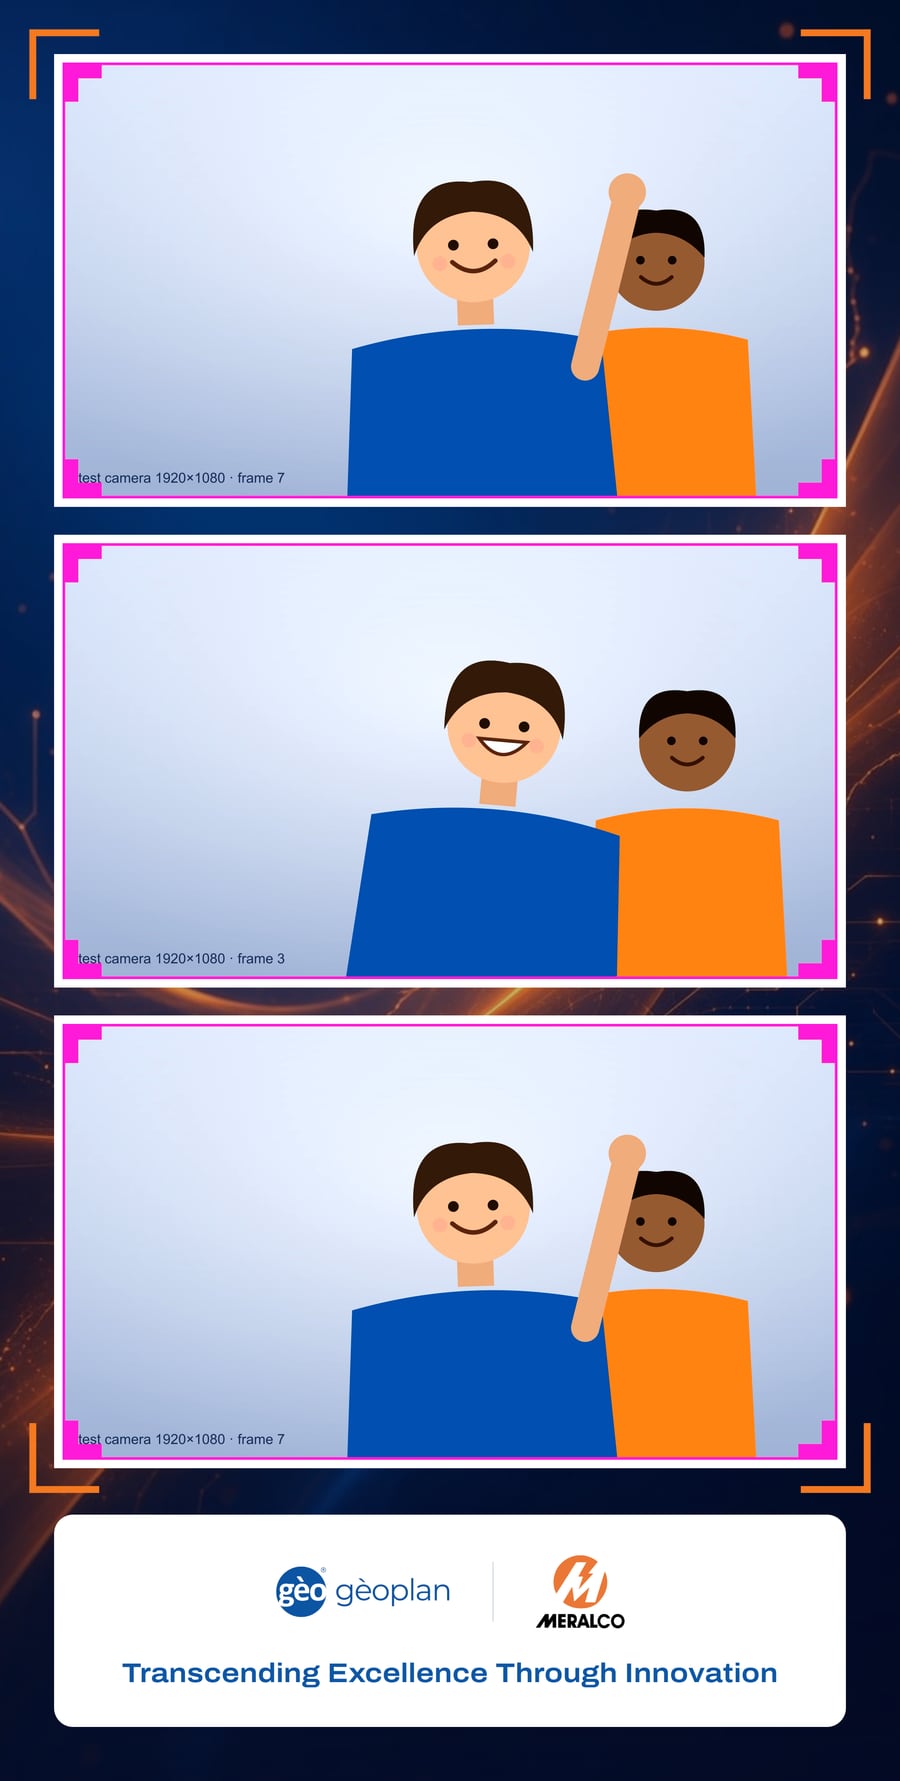 test camera 1920×1080 · frame 7
test camera 1920×1080 · frame 3
test camera 1920×1080 · frame 7
gèo® gèoplan
MERALCO
Transcending Excellence Through Innovation